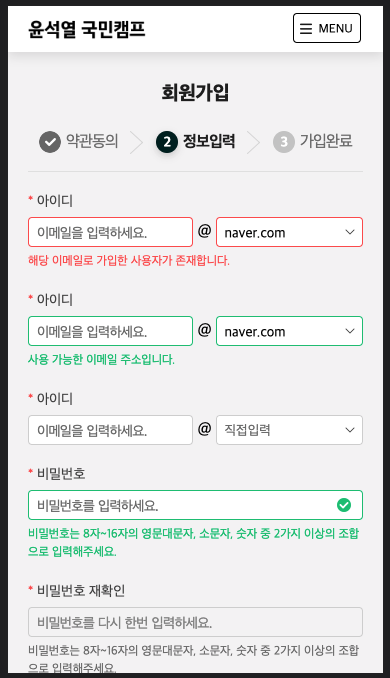 윤석열 국민캠프
MENU
회원가입
약관동의
2 정보입력
3 가입완료
* 아이디
이메일을 입력하세요. @ naver.com
해당 이메일로 가입한 사용자가 존재합니다.
* 아이디
이메일을 입력하세요. @ naver.com
사용 가능한 이메일 주소입니다.
* 아이디
이메일을 입력하세요. @ 직접입력
* 비밀번호
비밀번호를 입력하세요.
비밀번호는 8자~16자의 영문대문자, 소문자, 숫자 중 2가지 이상의 조합
으로 입력해주세요.
* 비밀번호 재확인
비밀번호를 다시 한번 입력하세요.
비밀번호는 8자~16자의 영문대문자, 소문자, 숫자 중 2가지 이상의 조합
으로 입력해주세요.